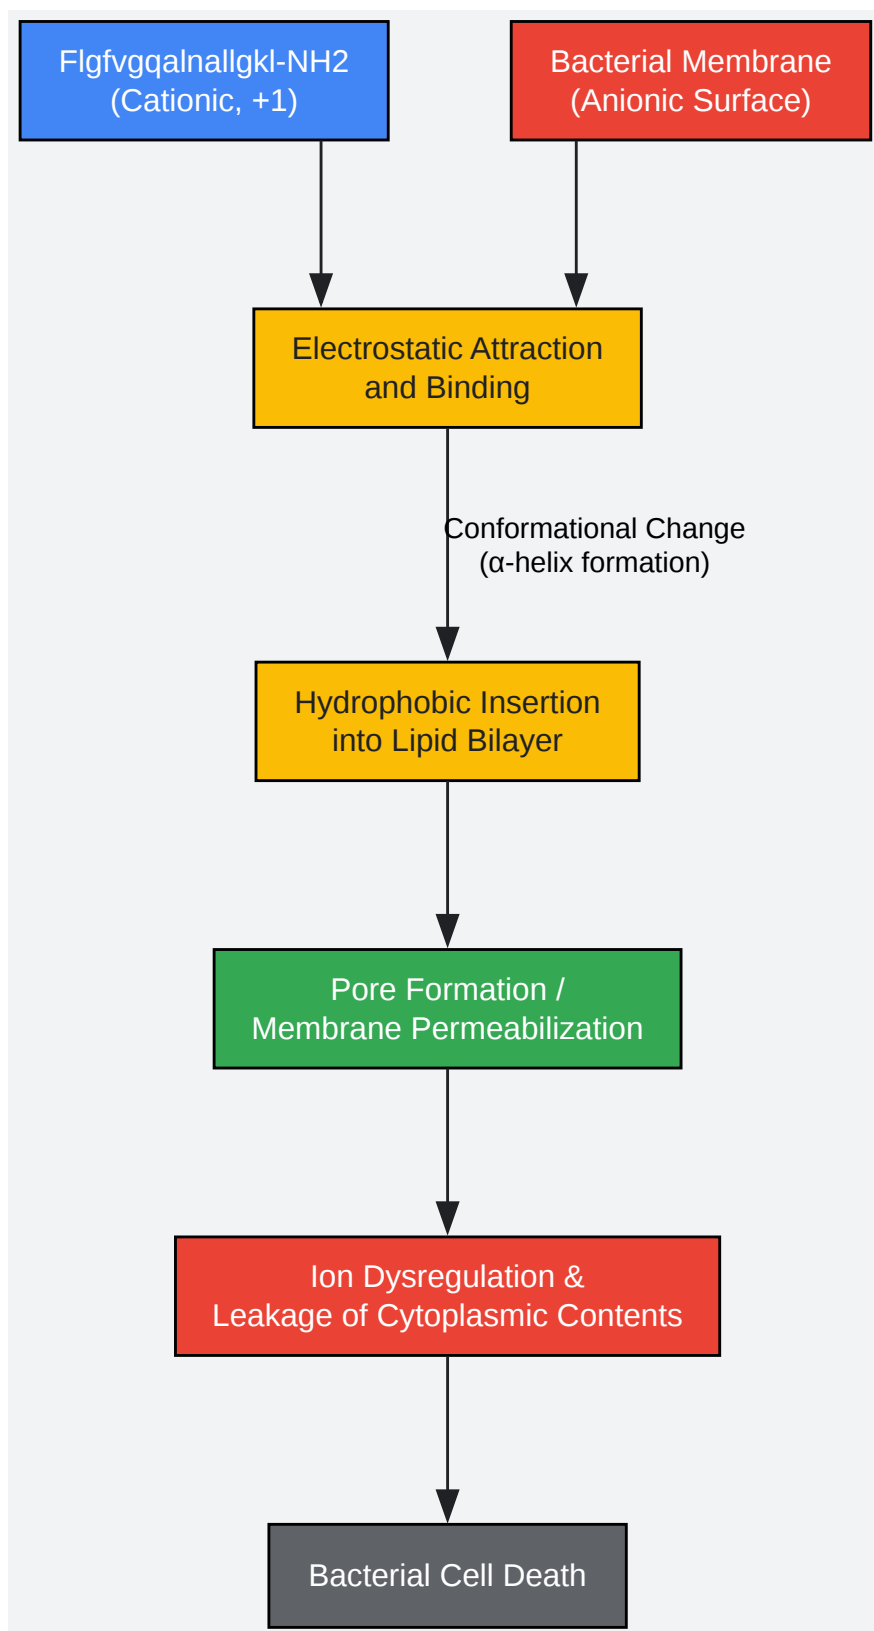 Flgfvgqalnallgkl-NH2
(Cationic, +1)
Bacterial Membrane
(Anionic Surface)
Electrostatic Attraction
and Binding
Conformational Change
(α-helix formation)
Hydrophobic Insertion
into Lipid Bilayer
Pore Formation /
Membrane Permeabilization
Ion Dysregulation &
Leakage of Cytoplasmic Contents
Bacterial Cell Death